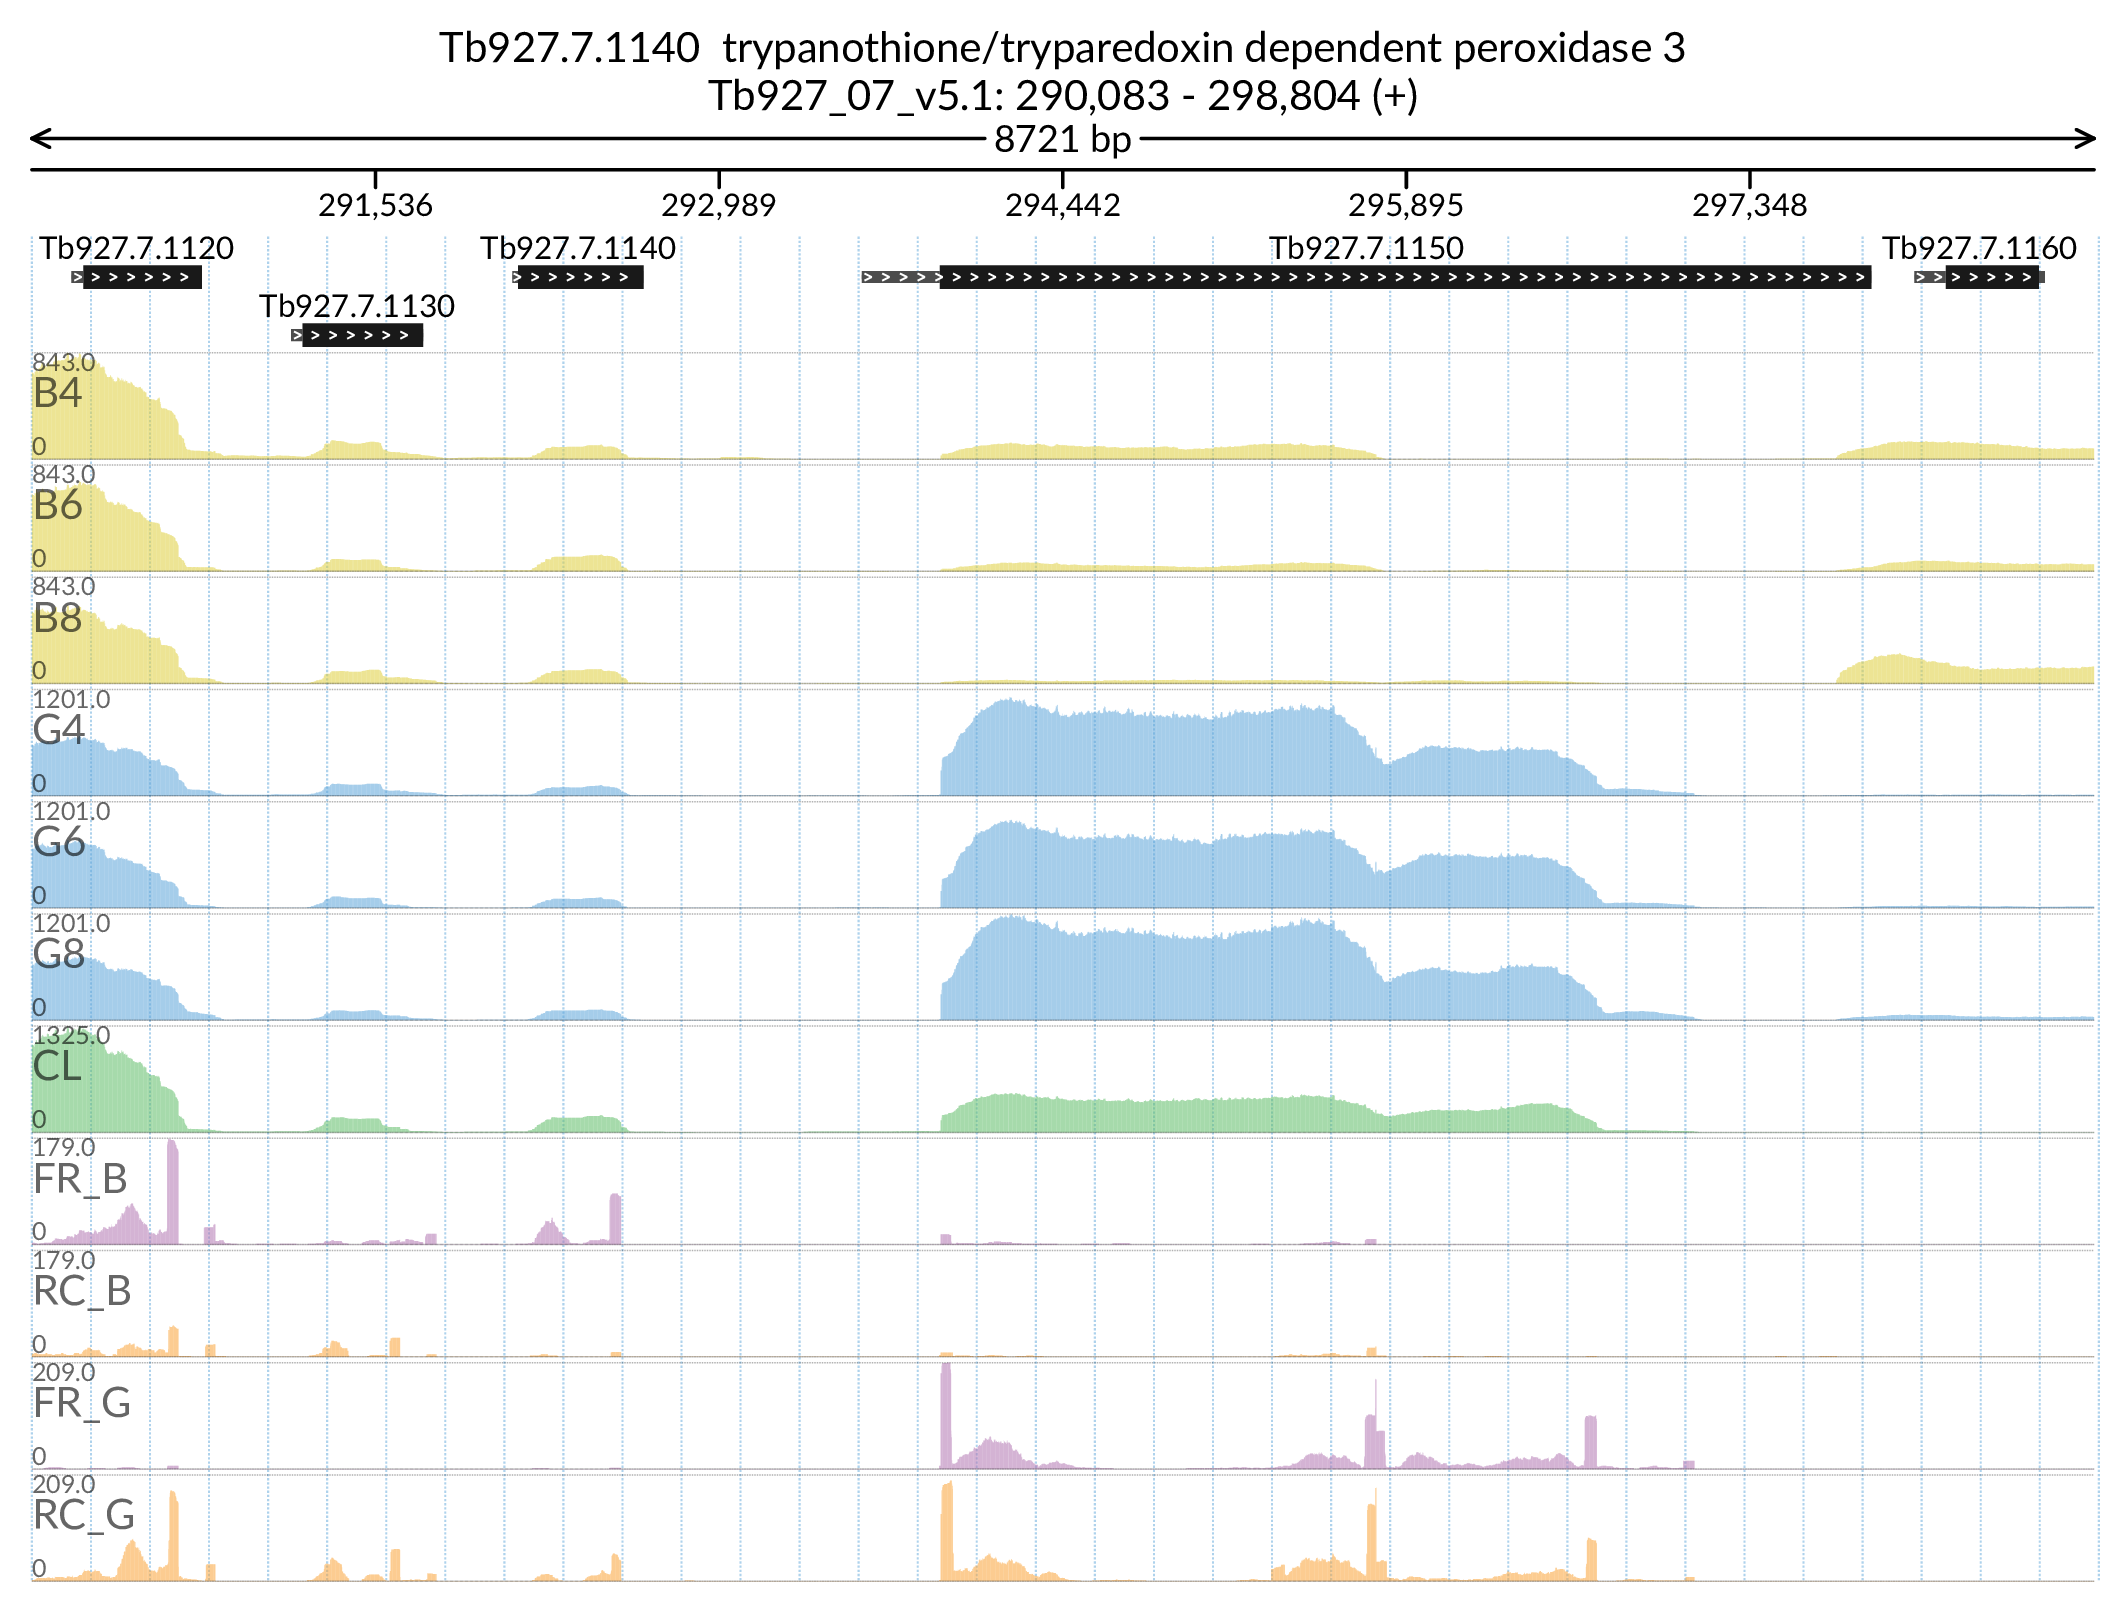 Tb927.7.1140 trypanothione/tryparedoxin dependent peroxidase 3
Tb927_07_v5.1: 290,083 - 298,804 (+)
8721 bp
291,536 292,989 294,442 295,895 297,348
Tb927.7.1120 Tb927.7.1140 Tb927.7.1150 Tb927.7.1160
Tb927.7.1130
843.0
B4
0
843.0
B6
0
843.0
B8
0
1201.0
G4
0
1201.0
G6
0
1201.0
G8
0
1325.0
CL
0
179.0
FR_B
0
179.0
RC_B
0
209.0
FR_G
0
209.0
RC_G
0